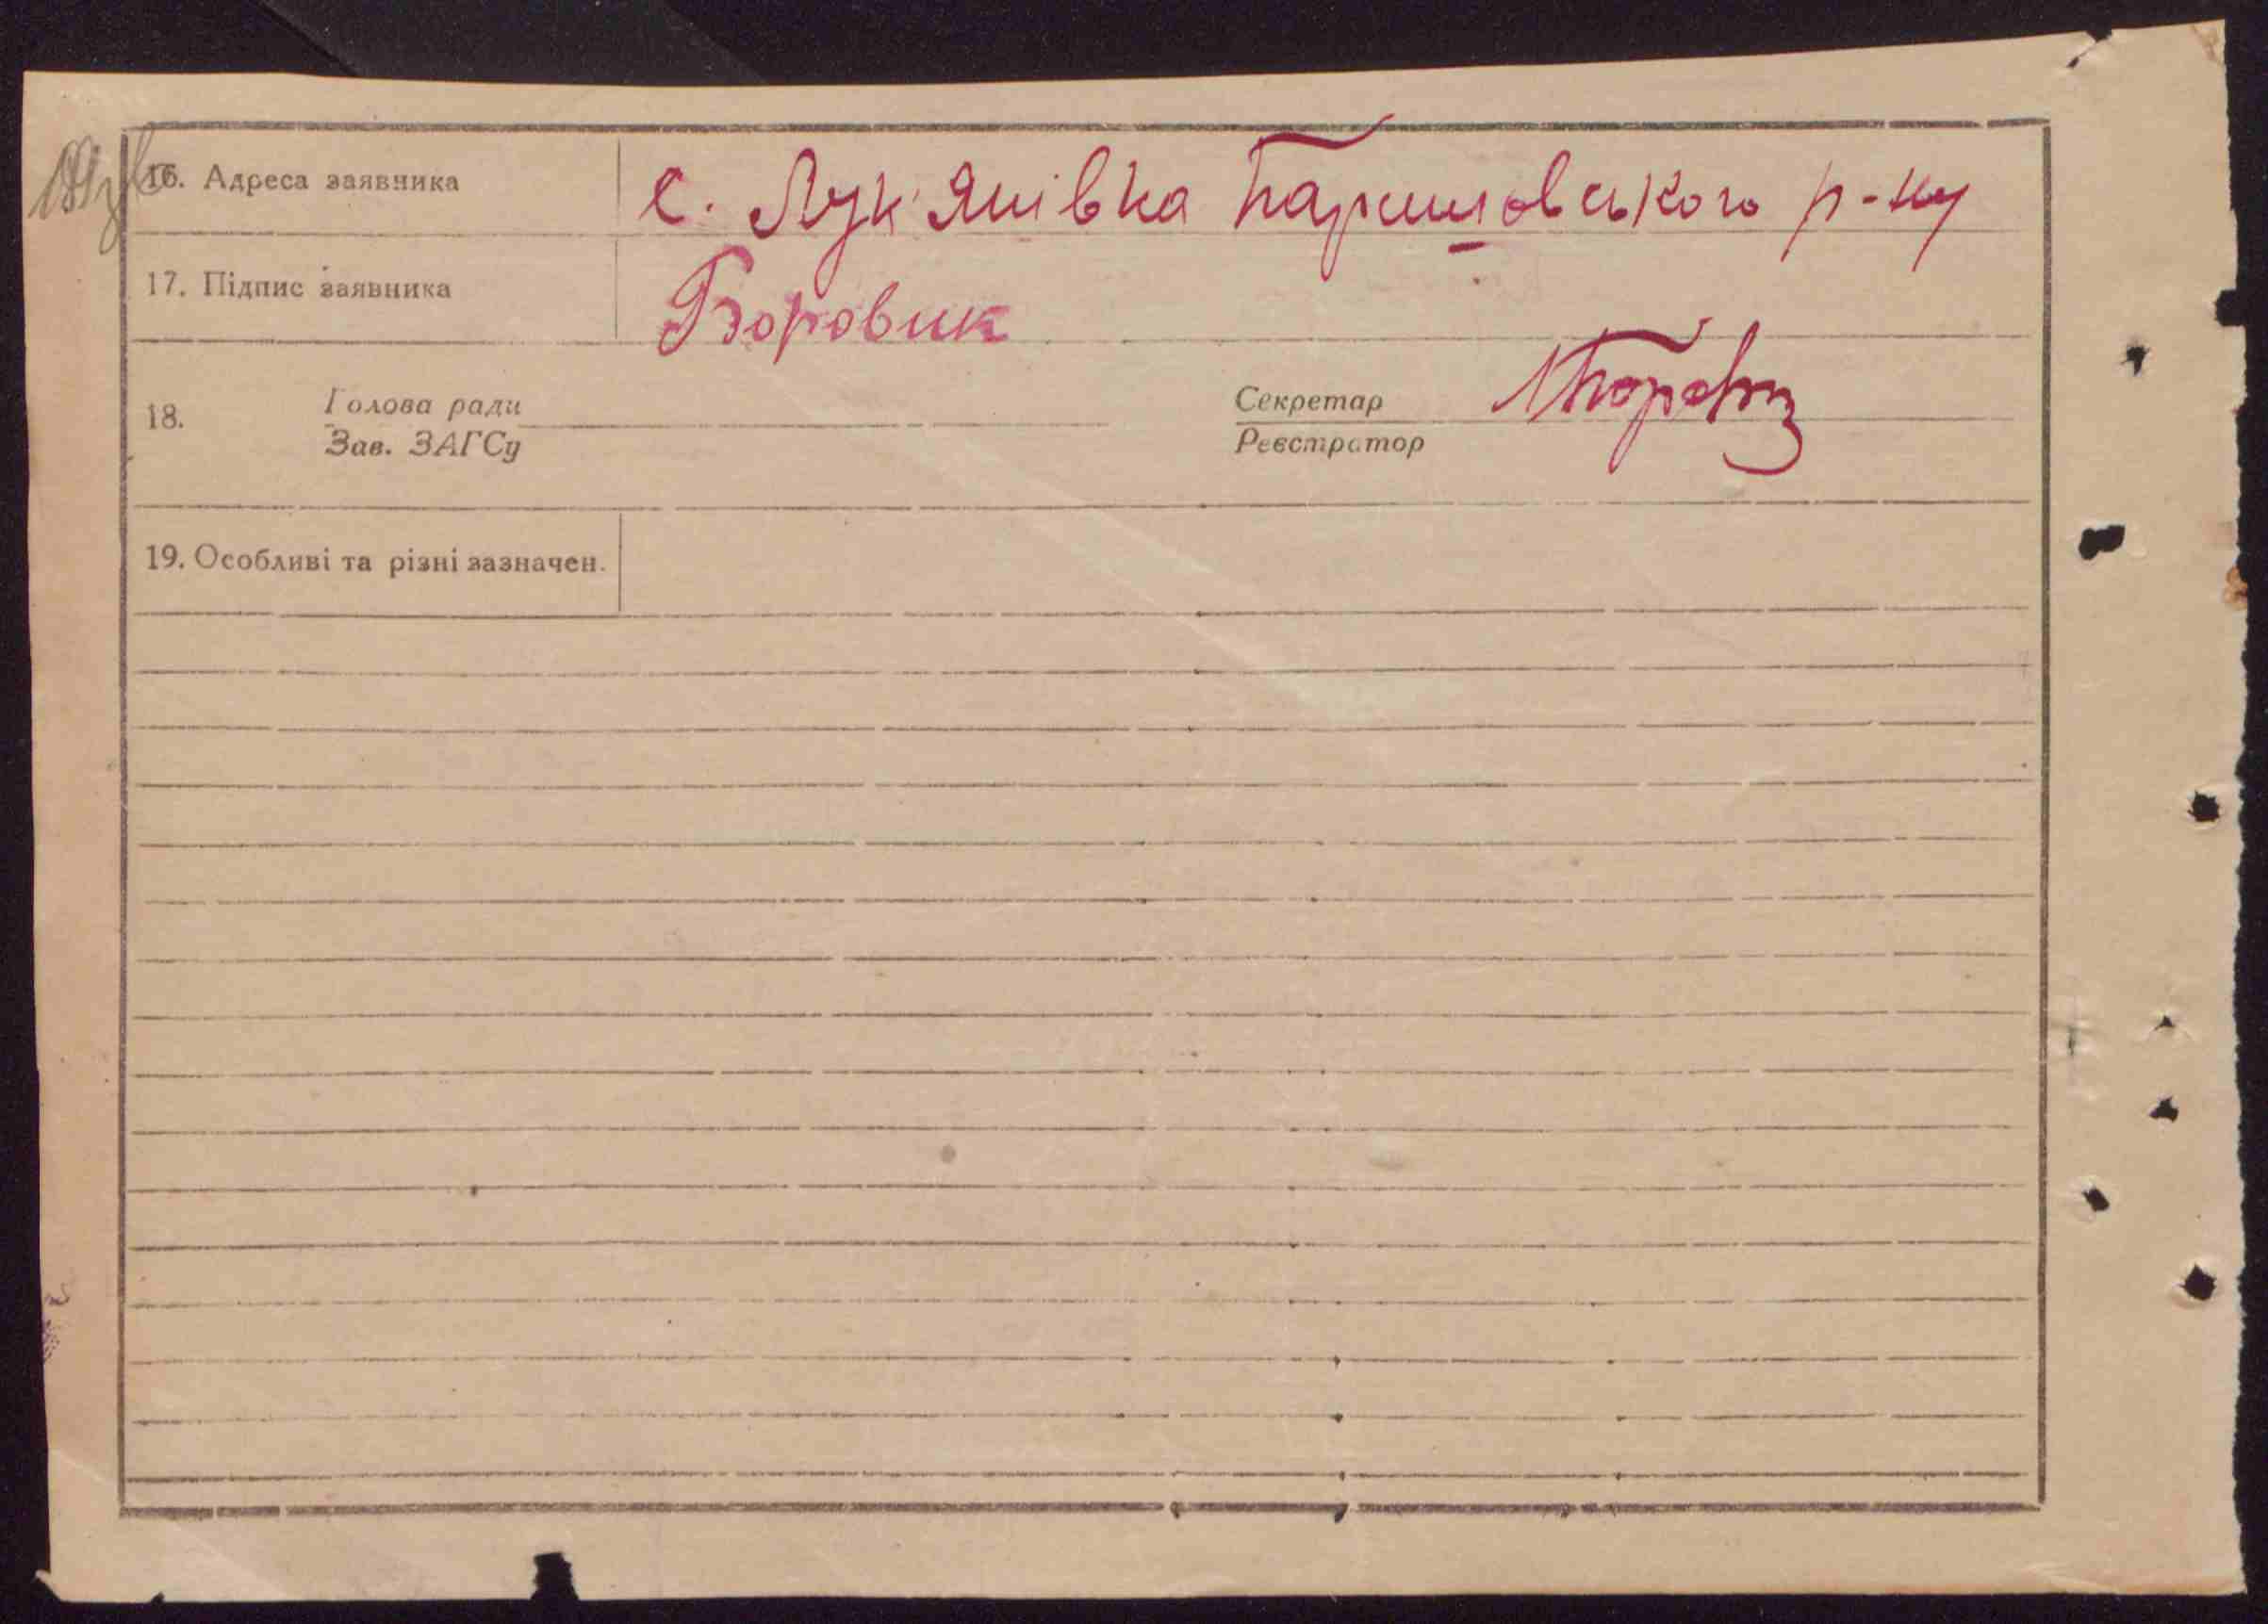 16. Адреса заявника с. Лук'янівка Баришовського р-ну
17. Підпис заявника Боровик
18. Голова ради Секретар
Зав. ЗАГСу Реєстратор
19. Особливі та різні зазначен.